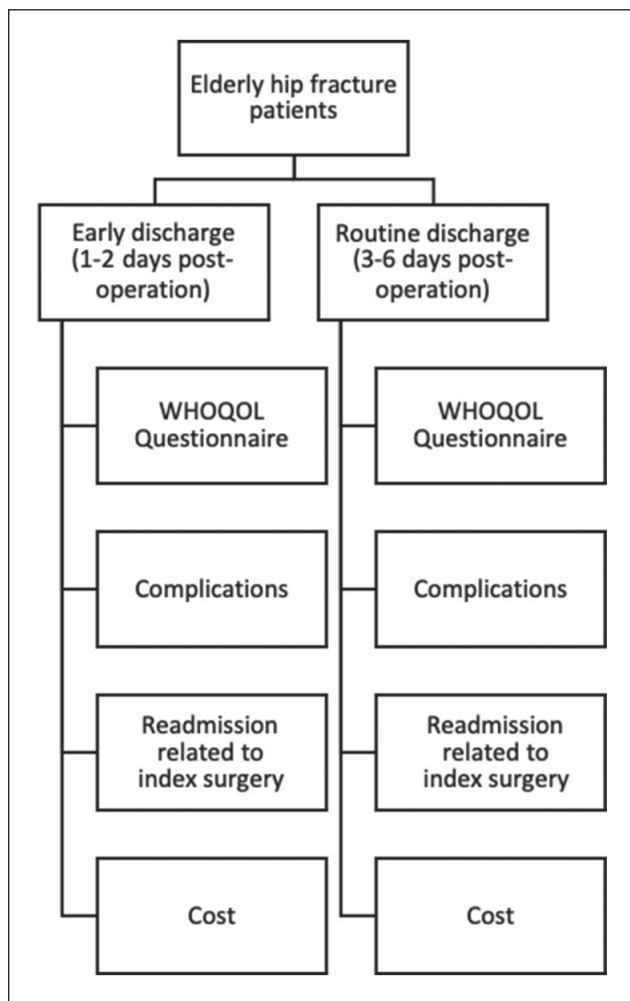 Elderly hip fracture
patients
Early discharge
(1-2 days post-
operation)
Routine discharge
(3-6 days post-
operation)
WHOQOL
Questionnaire
WHOQOL
Questionnaire
Complications
Complications
Readmission
related to
index surgery
Readmission
related to
index surgery
Cost
Cost